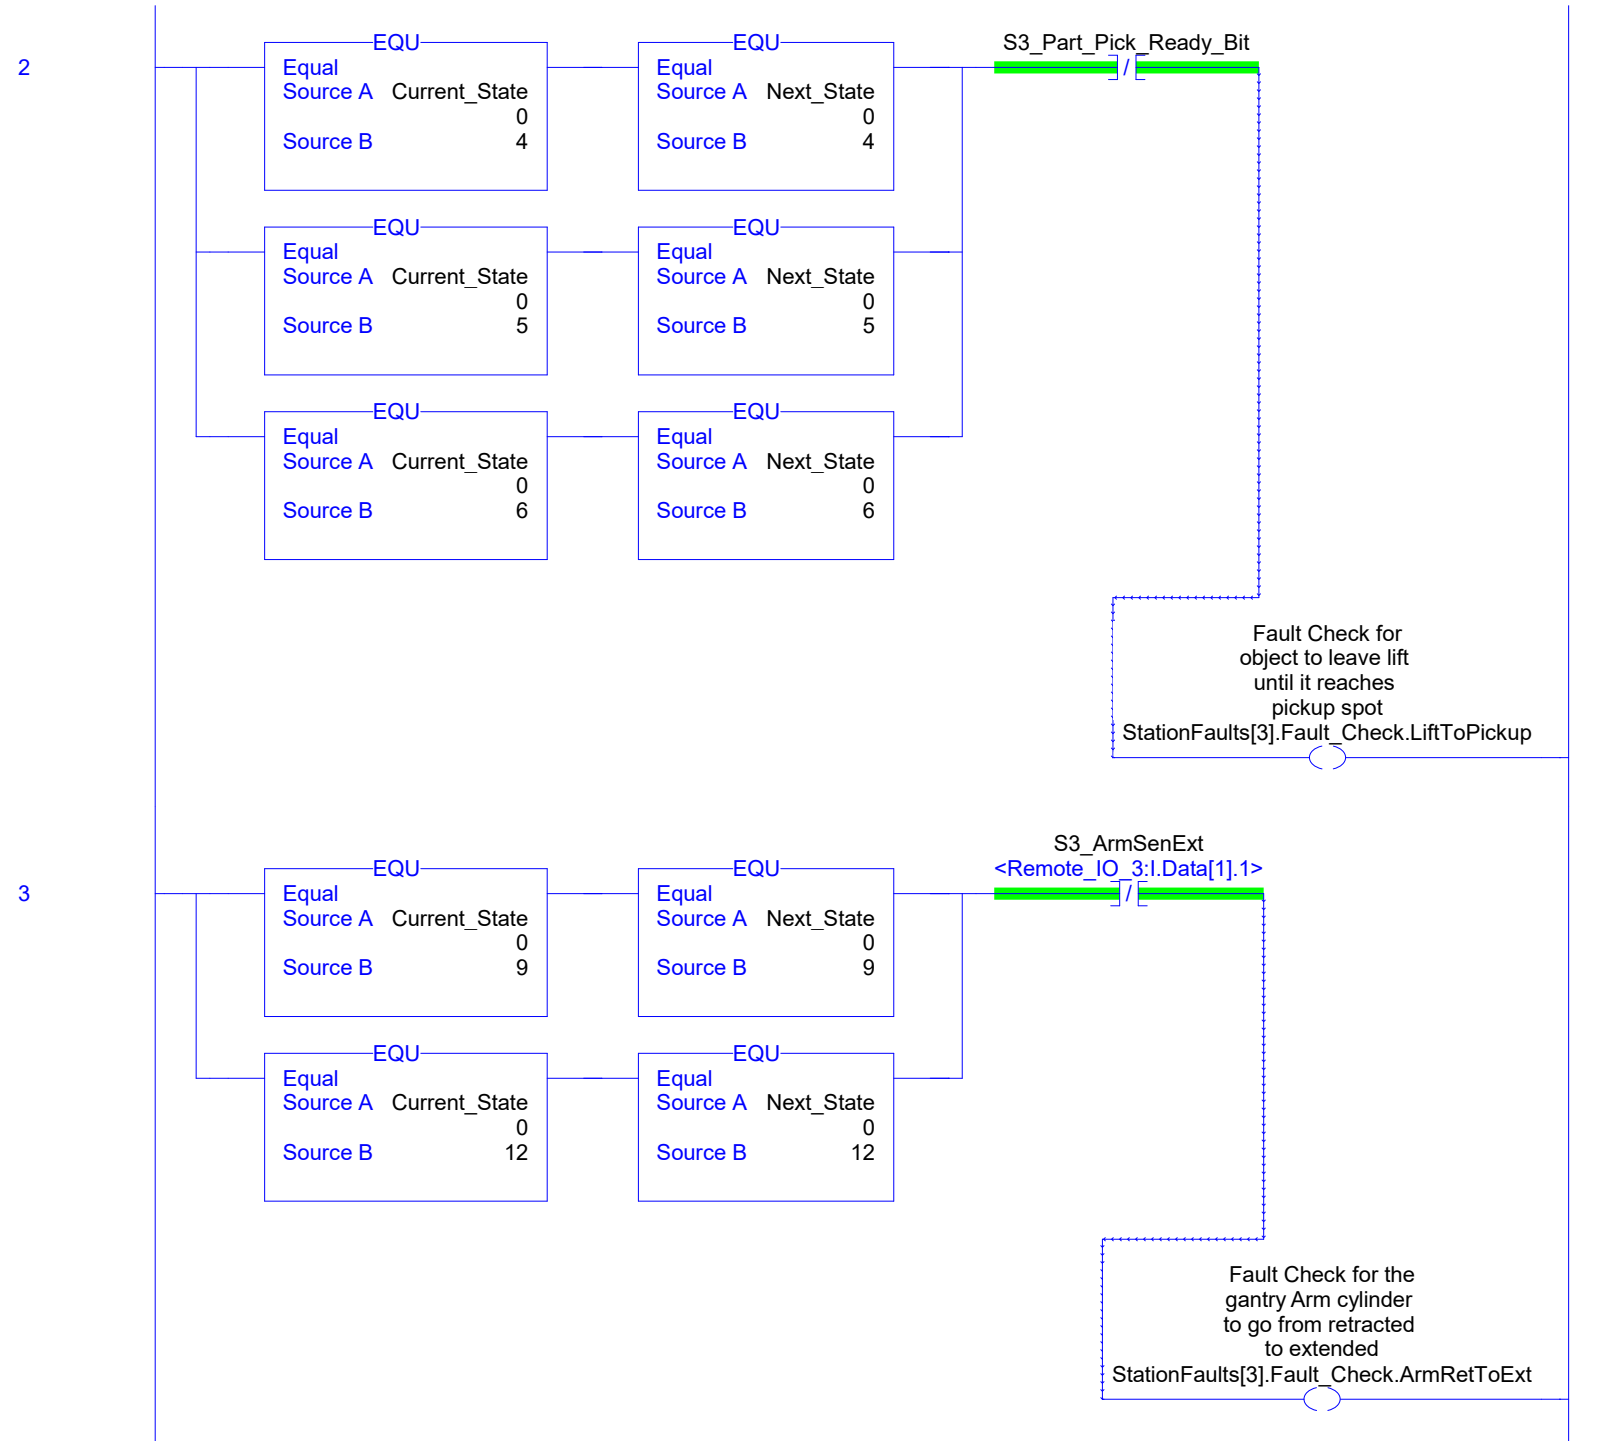 2
EQU
Equal
Source A Current_State
0
Source B 4
EQU
Equal
Source A Next_State
0
Source B 4
S3_Part_Pick_Ready_Bit
/
EQU
Equal
Source A Current_State
0
Source B 5
EQU
Equal
Source A Next_State
0
Source B 5
EQU
Equal
Source A Current_State
0
Source B 6
EQU
Equal
Source A Next_State
0
Source B 6
Fault Check for
object to leave lift
until it reaches
pickup spot
StationFaults[3].Fault_Check.LiftToPickup
3
EQU
Equal
Source A Current_State
0
Source B 9
EQU
Equal
Source A Next_State
0
Source B 9
S3_ArmSenExt
<Remote_IO_3:I.Data[1].1>
/
EQU
Equal
Source A Current_State
0
Source B 12
EQU
Equal
Source A Next_State
0
Source B 12
Fault Check for the
gantry Arm cylinder
to go from retracted
to extended
StationFaults[3].Fault_Check.ArmRetToExt